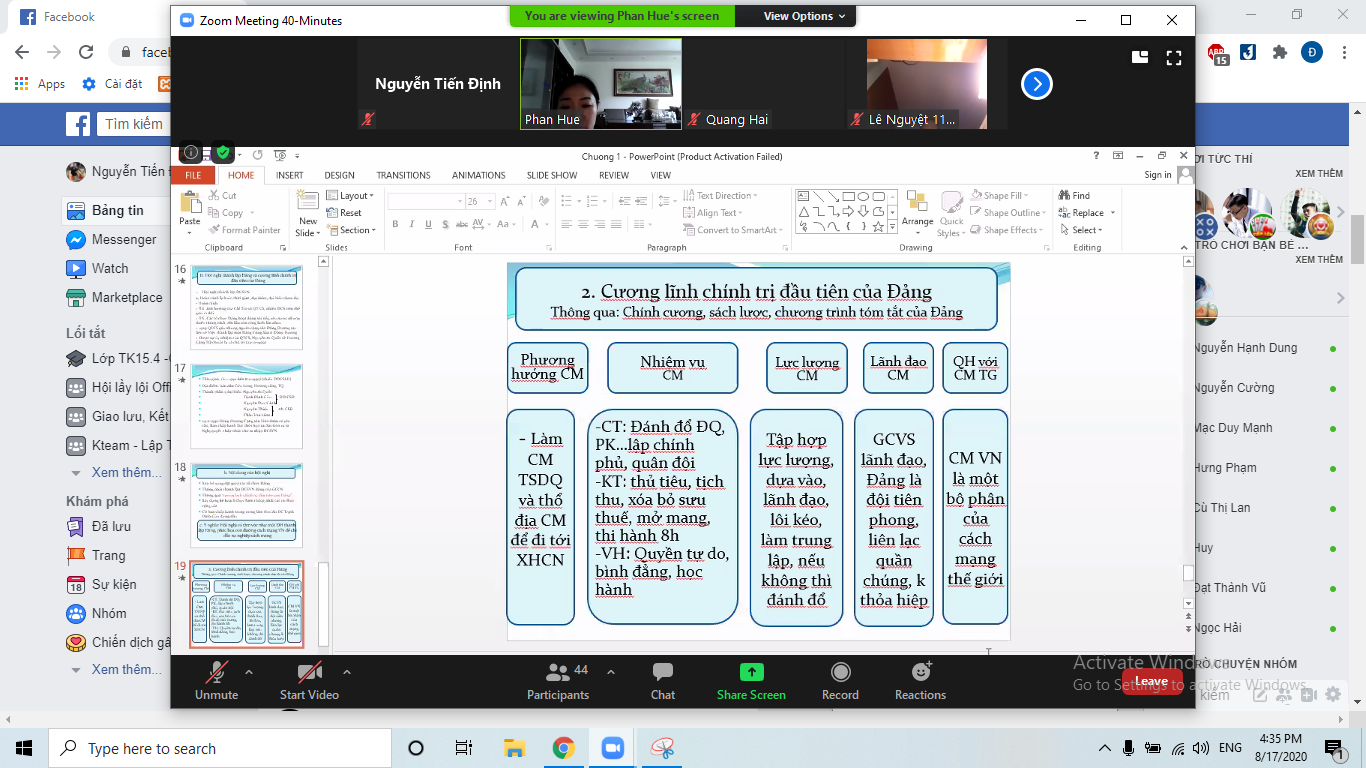 Facebook
Zoom Meeting 40-Minutes
You are viewing Phan Hue's screen
View Options
Apps
Cài đặt
15
Nguyễn Tiến Định
Phan Hue
Quang Hai
Lê Nguyệt 11...
Tìm kiếm
Nguyễn Tiến
Bảng tin
Messenger
Watch
Marketplace
Lối tắt
Lớp TK15.4
Hội lầy lội Off
Giao lưu, Kết
Kteam - Lập T
Xem thêm...
Khám phá
Đã lưu
Trang
Sự kiện
18
Nhóm
Chiến dịch gâ
Xem thêm...
Chuong 1 - PowerPoint (Product Activation Failed)
Sign in
FILE HOME INSERT DESIGN TRANSITIONS ANIMATIONS SLIDE SHOW REVIEW VIEW
Paste
Cut
Copy
Format Painter
Clipboard
New Slide
Layout
Reset
Section
Slides
26
Font
Text Direction
Align Text
Convert to SmartArt
Paragraph
Arrange
Quick Styles
Shape Fill
Shape Outline
Shape Effects
Drawing
Find
Replace
Select
Editing
16
17
18
19
2. Cương lĩnh chính trị đầu tiên của Đảng
Thông qua: Chính cương, sách lược, chương trình tóm tắt của Đảng
Phương
hướng CM
Nhiệm vụ
CM
Lực lượng
CM
Lãnh đạo
CM
QH với
CM TG
- Làm
CM
TSDQ
và thổ
địa CM
để đi tới
XHCN
-CT: Đánh đổ ĐQ,
PK...lập chính
phủ, quân đội
-KT: thủ tiêu, tịch
thu, xóa bỏ sưu
thuế, mở mang,
thi hành 8h
-VH: Quyền tự do,
bình đẳng, học
hành
Tập hợp
lực lượng,
dựa vào,
lãnh đạo,
lôi kéo,
làm trung
lập, nếu
không thì
đánh đổ
GCVS
lãnh đạo,
Đảng là
đội tiên
phong,
liên lạc
quần
chúng, k
thỏa hiệp
CM VN
là một
bộ phận
của
cách
mạng
thế giới
Unmute
Start Video
44
Participants
Chat
Share Screen
Record
Reactions
Leave
Activate Windows
Go to Settings to activate Windows.
XEM THÊM
TRÒ CHƠI BẠN BÈ ...
XEM THÊM
Nguyễn Hạnh Dung
Nguyễn Cường
Mạc Duy Mạnh
Hưng Phạm
Cù Thị Lan
Huy
Đạt Thành Vũ
Ngọc Hải
TRÒ CHUYỆN NHÓM
kiếm
Type here to search
ENG
4:35 PM
8/17/2020
1